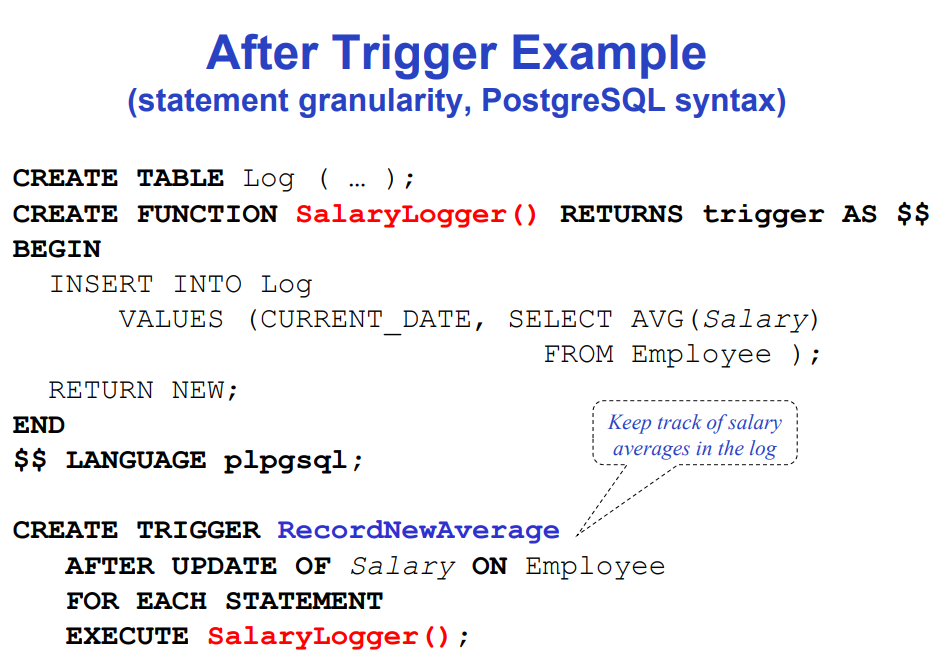 After Trigger Example
(statement granularity, PostgreSQL syntax)
CREATE TABLE Log ( … );
CREATE FUNCTION SalaryLogger() RETURNS trigger AS $$
BEGIN
INSERT INTO Log
VALUES (CURRENT_DATE, SELECT AVG(Salary)
FROM Employee );
RETURN NEW;
END
$$ LANGUAGE plpgsql;
Keep track of salary
averages in the log
CREATE TRIGGER RecordNewAverage
AFTER UPDATE OF Salary ON Employee
FOR EACH STATEMENT
EXECUTE SalaryLogger();